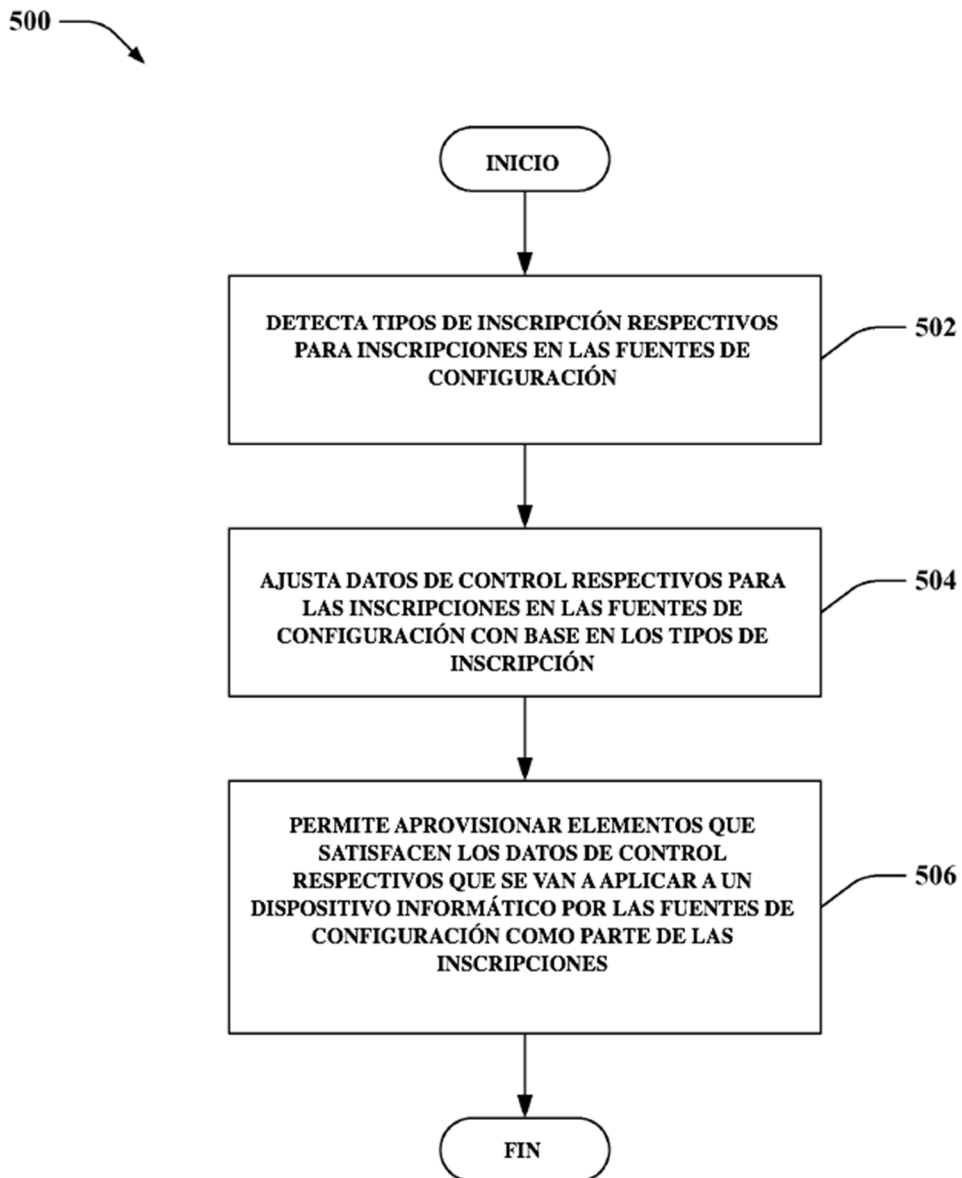 500
INICIO
DETECTA TIPOS DE INSCRIPCIÓN RESPECTIVOS
PARA INSCRIPCIONES EN LAS FUENTES DE
CONFIGURACIÓN
502
AJUSTA DATOS DE CONTROL RESPECTIVOS PARA
LAS INSCRIPCIONES EN LAS FUENTES DE
CONFIGURACIÓN CON BASE EN LOS TIPOS DE
INSCRIPCIÓN
504
PERMITE APROVISIONAR ELEMENTOS QUE
SATISFACEN LOS DATOS DE CONTROL
RESPECTIVOS QUE SE VAN A APLICAR A UN
DISPOSITIVO INFORMÁTICO POR LAS FUENTES DE
CONFIGURACIÓN COMO PARTE DE LAS
INSCRIPCIONES
506
FIN